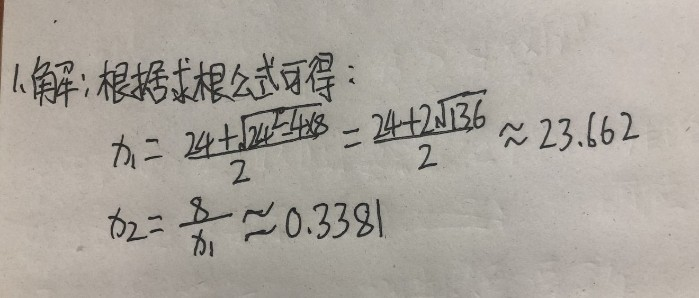 1.解:根据求根公式可得:
x₁ = (24+√(24²-4×8))/2 = (24+2√136)/2 ≈ 23.662
x₂ = 8/x₁ ≈ 0.3381